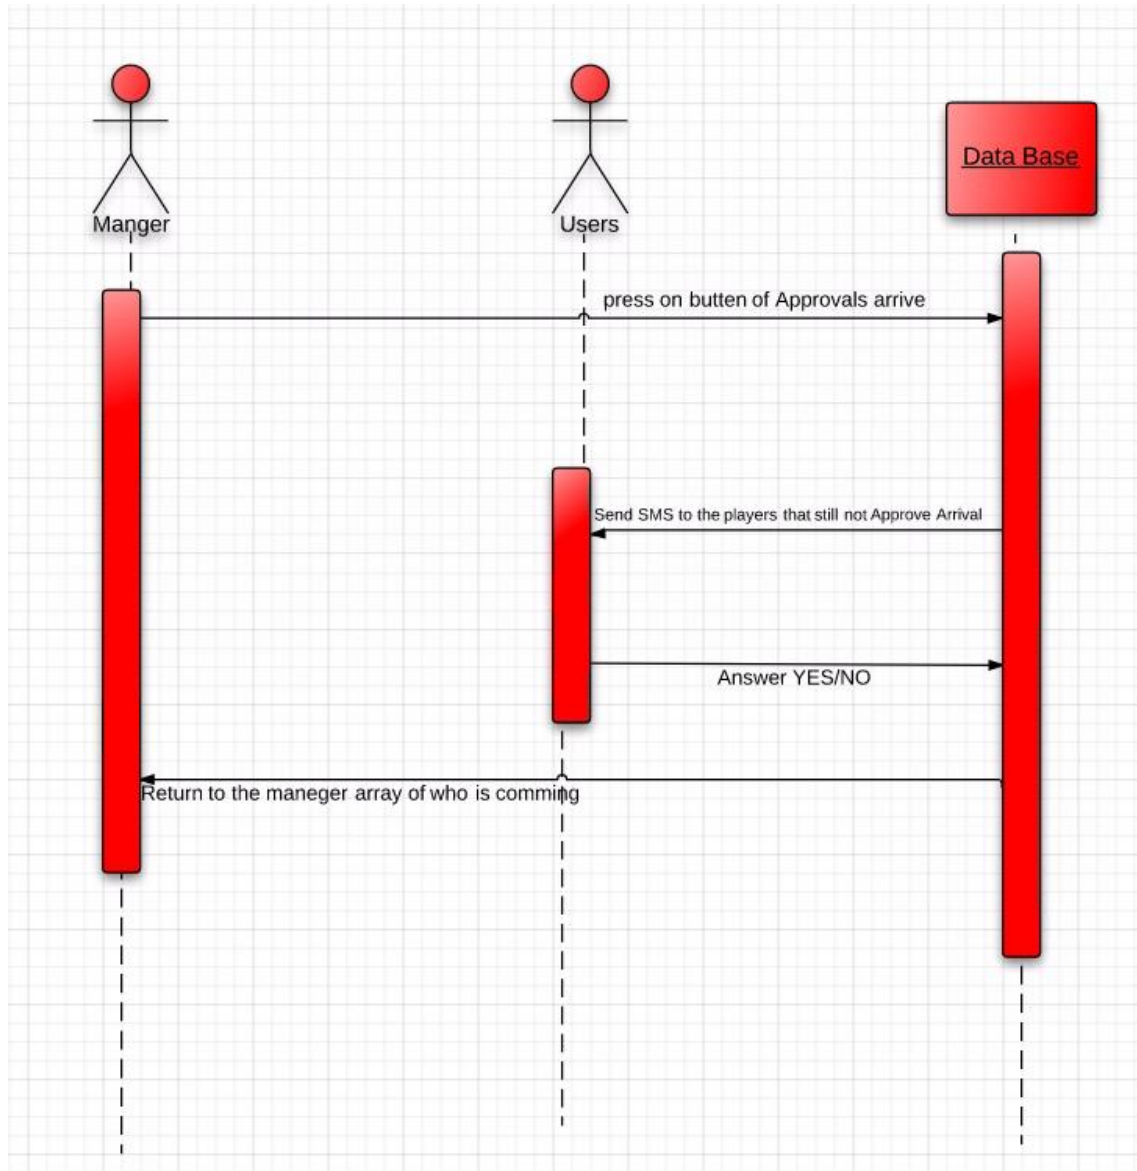 Manger
Users
Data Base
press on butten of Approvals arrive
Send SMS to the players that still not Approve Arrival
Answer YES/NO
Return to the maneger array of who is comming